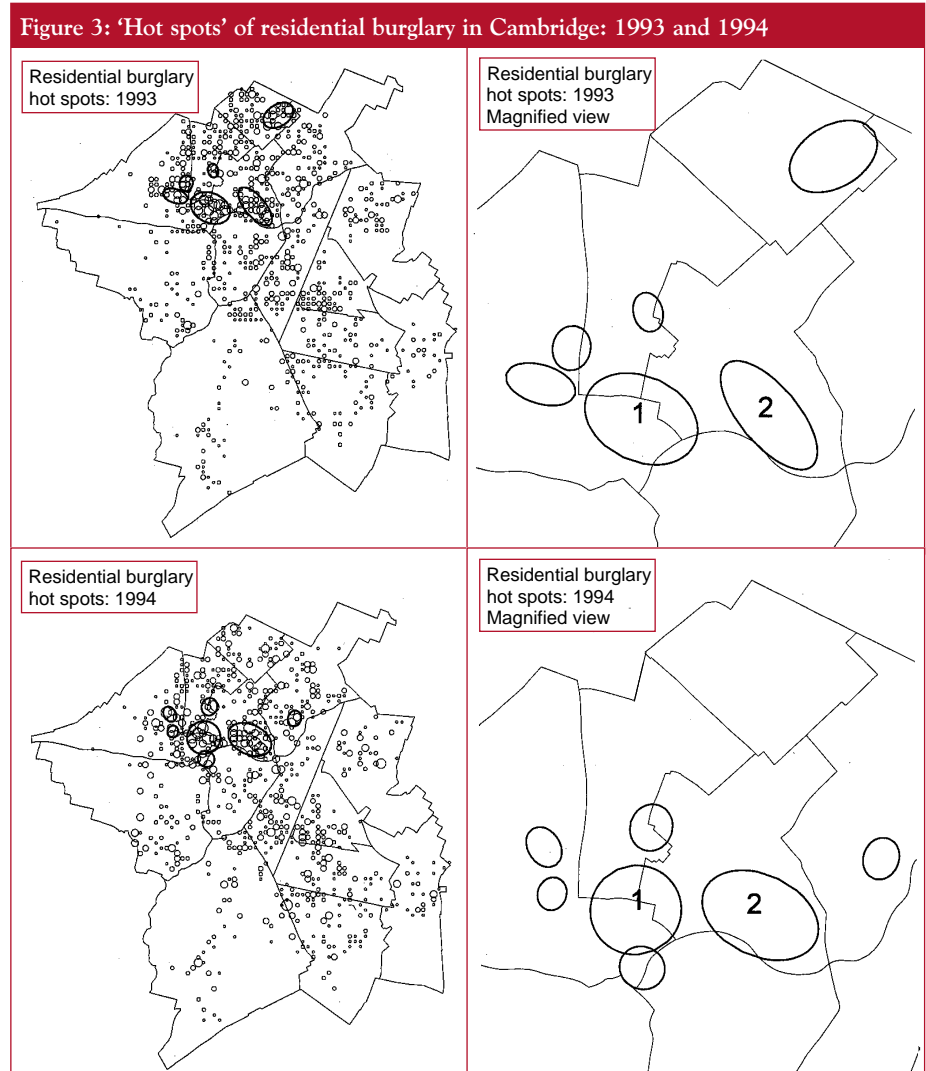 Figure 3: ‘Hot spots’ of residential burglary in Cambridge: 1993 and 1994
Residential burglary
hot spots: 1993
Residential burglary
hot spots: 1993
Magnified view
1
2
Residential burglary
hot spots: 1994
Residential burglary
hot spots: 1994
Magnified view
1
2